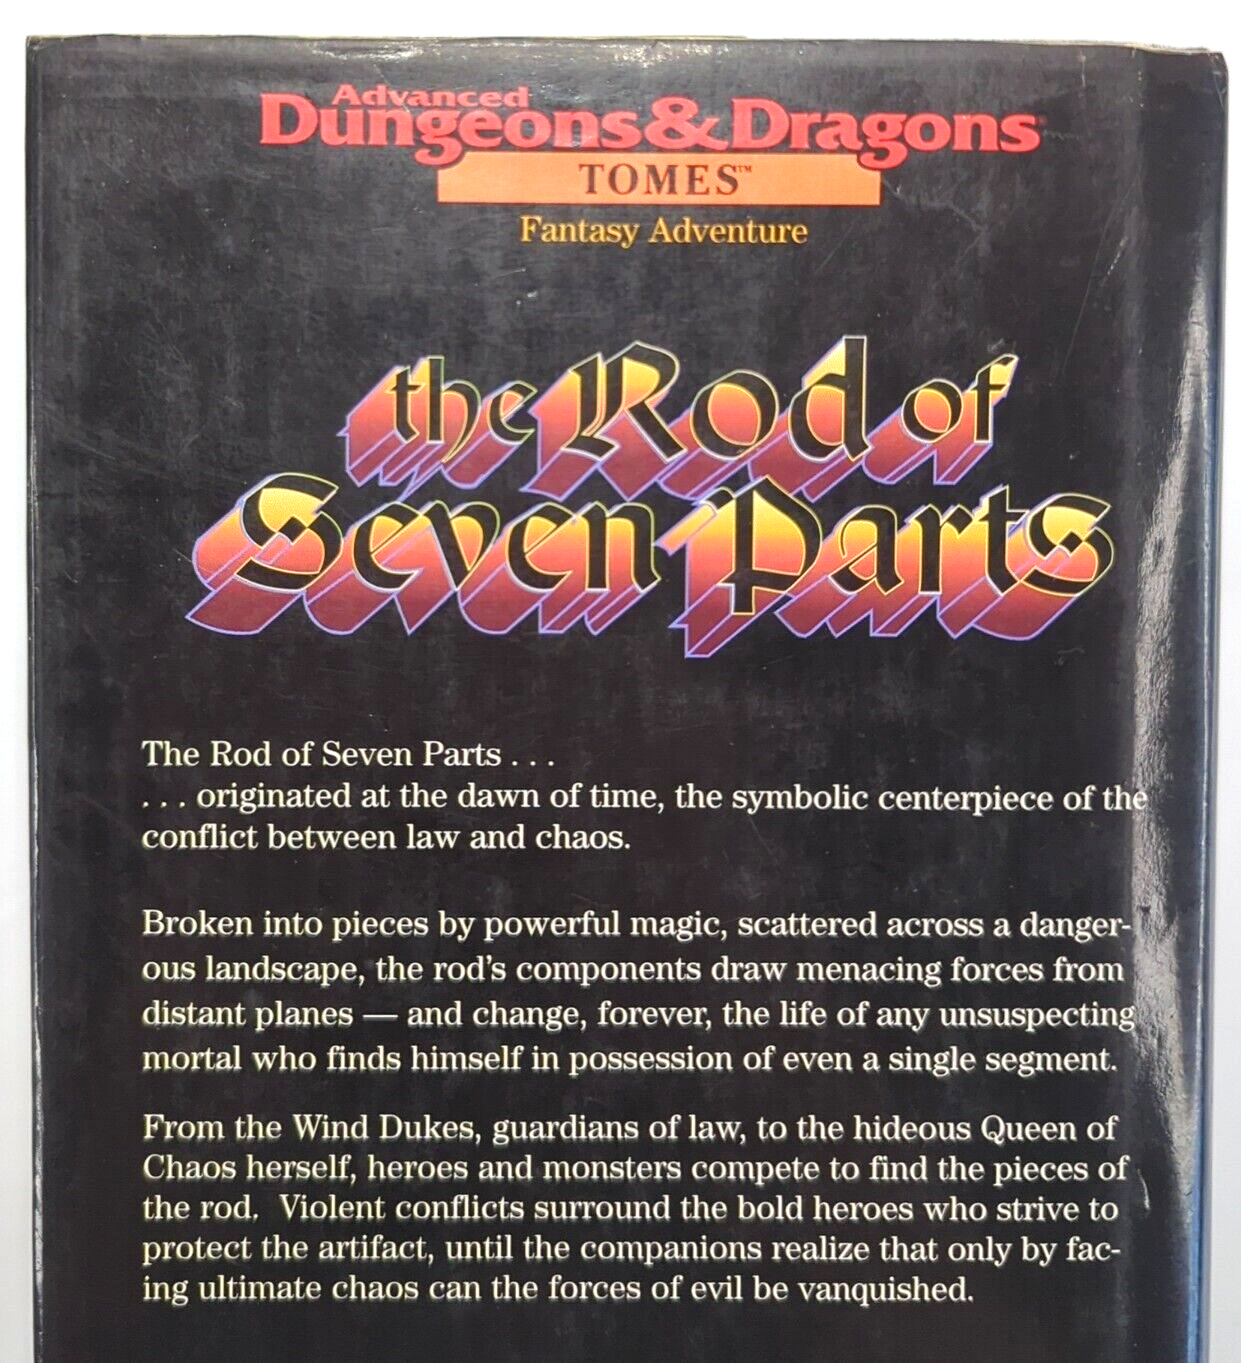 Advanced
Dungeons & Dragons®
TOMES™
Fantasy Adventure
the Rod of
Seven Parts
The Rod of Seven Parts . . .
. . . originated at the dawn of time, the symbolic centerpiece of the
conflict between law and chaos.
Broken into pieces by powerful magic, scattered across a danger-
ous landscape, the rod's components draw menacing forces from
distant planes — and change, forever, the life of any unsuspecting
mortal who finds himself in possession of even a single segment.
From the Wind Dukes, guardians of law, to the hideous Queen of
Chaos herself, heroes and monsters compete to find the pieces of
the rod. Violent conflicts surround the bold heroes who strive to
protect the artifact, until the companions realize that only by fac-
ing ultimate chaos can the forces of evil be vanquished.